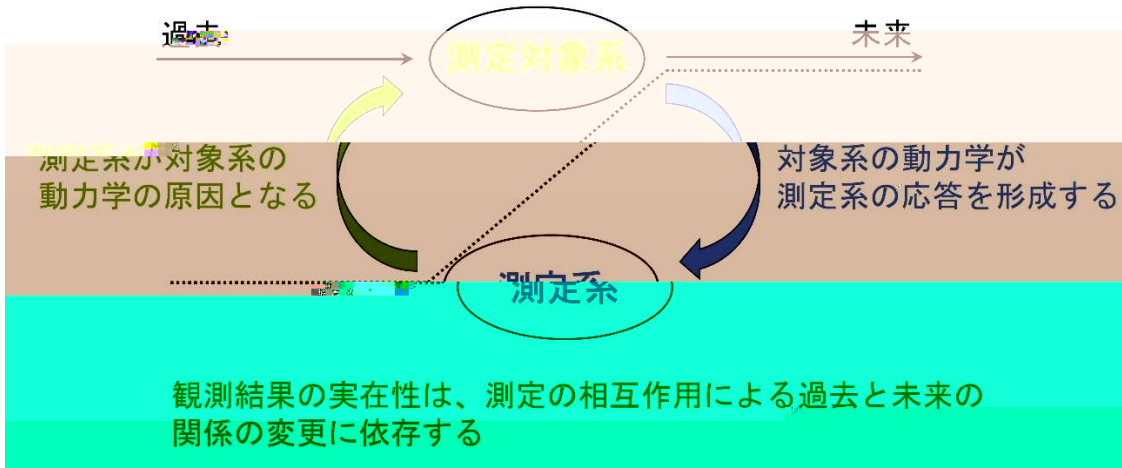 過去
未来
測定対象系
測定系が対象系の
動力学の原因となる
対象系の動力学が
測定系の応答を形成する
測定系
観測結果の実在性は、測定の相互作用による過去と未来の
関係の変更に依存する